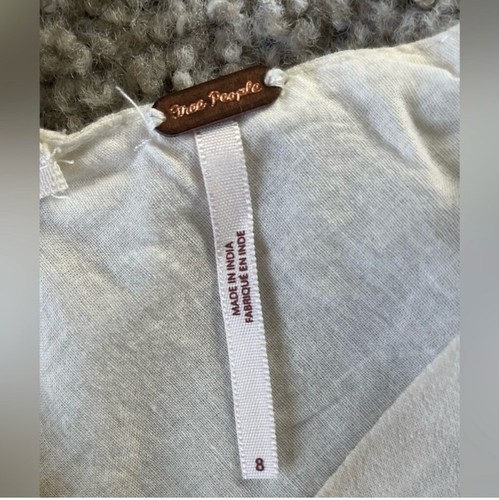 Free People
MADE IN INDIA
FABRIQUÉ EN INDE
8